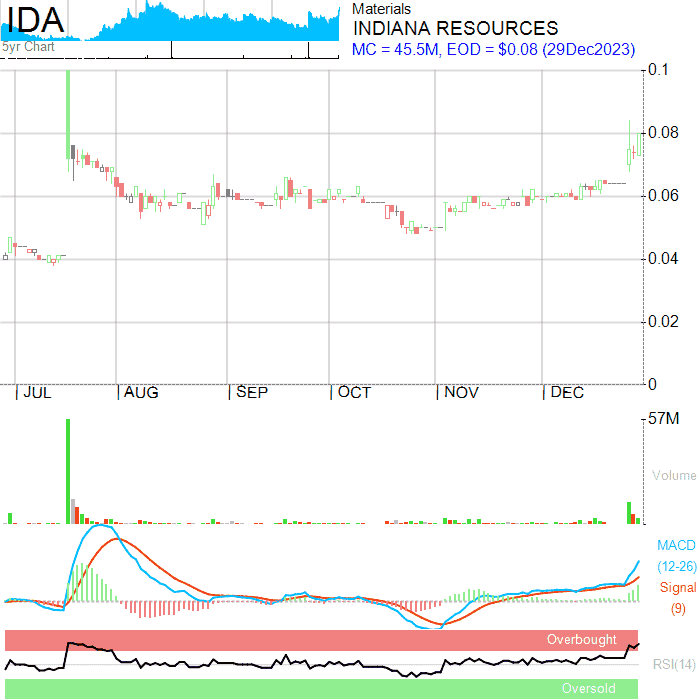 IDA
5yr Chart
Materials
INDIANA RESOURCES
MC = 45.5M, EOD = $0.08 (29Dec2023)
0.1
0.08
0.06
0.04
0.02
0
JUL AUG SEP OCT NOV DEC
57M
Volume
MACD
(12-26)
Signal
(9)
Overbought
RSI(14)
Oversold